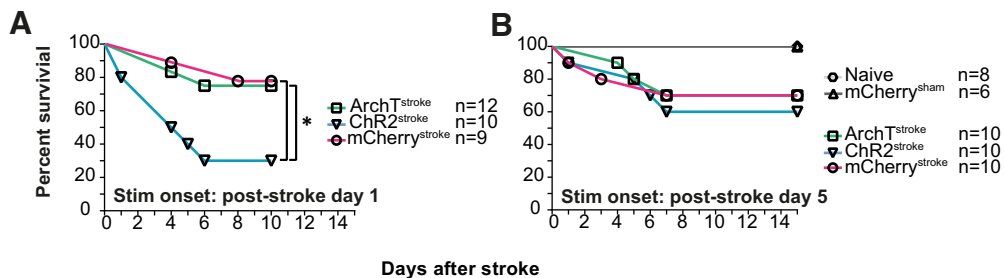 A
Percent survivial
100
80
60
40
20
0
0 2 4 6 8 10 12 14
Stim onset: post-stroke day 1
*
ArchTstroke n=12
ChR2stroke n=10
mCherrystroke n=9
B
100
80
60
40
20
0
0 2 4 6 8 10 12 14
Stim onset: post-stroke day 5
Naive n=8
mCherrysham n=6
ArchTstroke n=10
ChR2stroke n=10
mCherrystroke n=10
Days after stroke